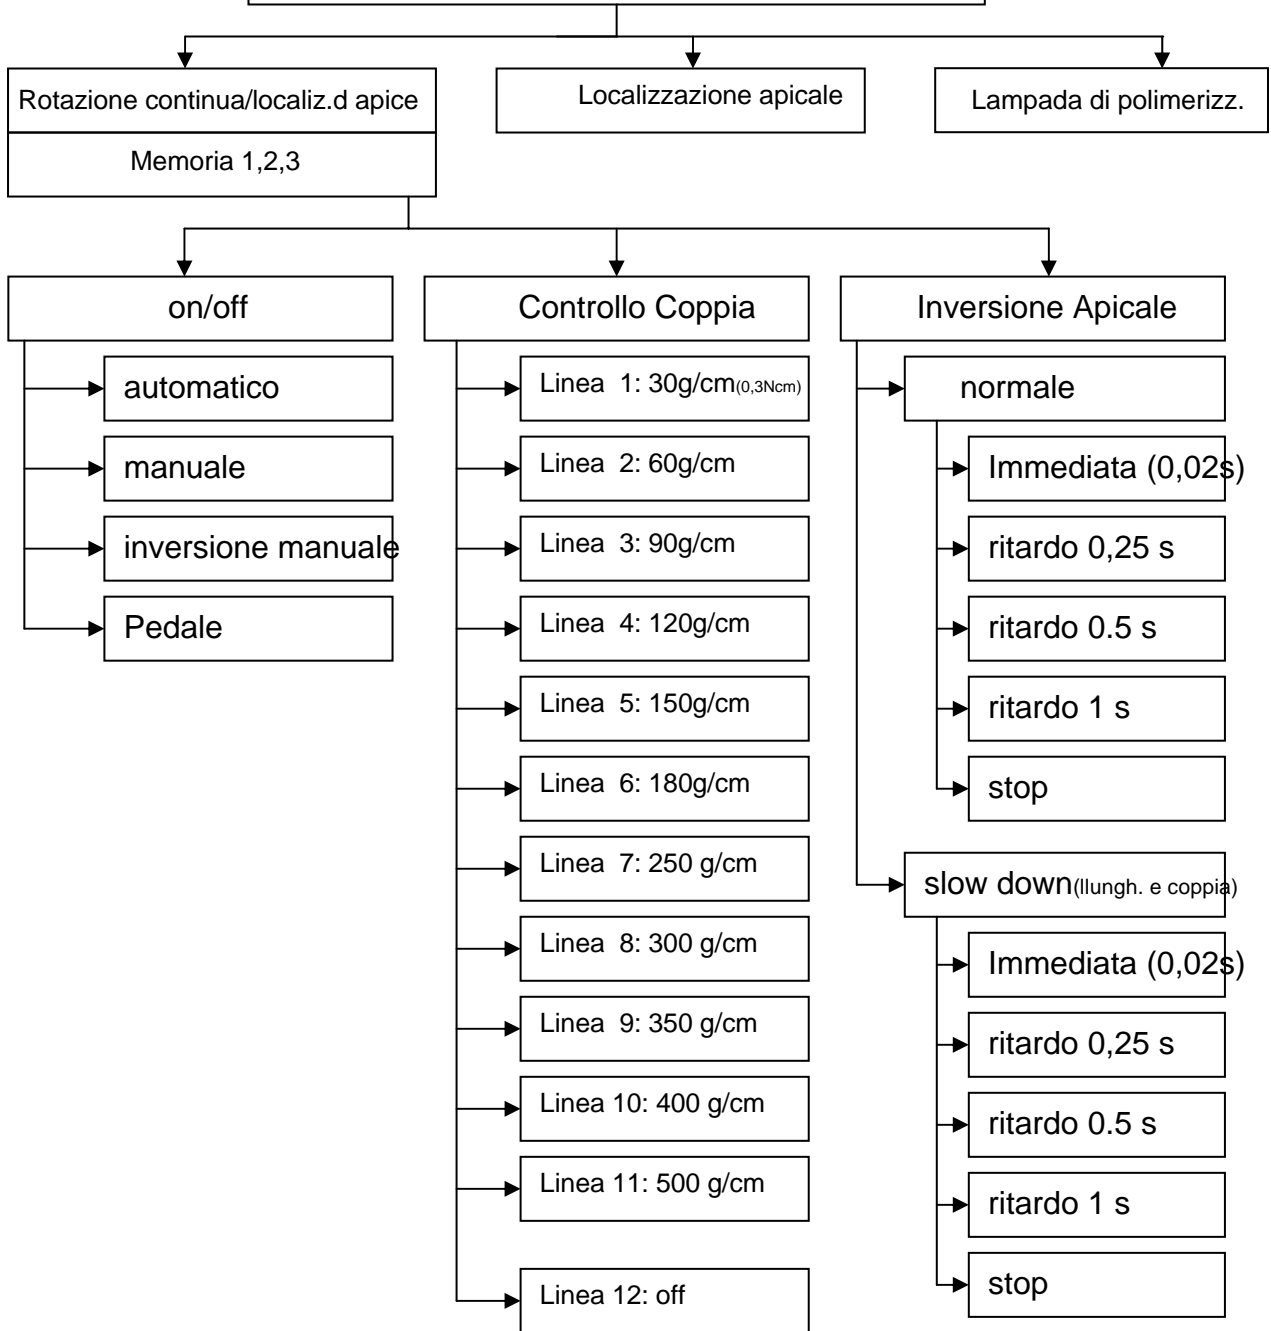 Rotazione continua/localiz.d apice
Localizzazione apicale
Lampada di polimerizz.
Memoria 1,2,3
on/off
automatico
manuale
inversione manuale
Pedale
Controllo Coppia
Linea 1: 30g/cm(0,3Ncm)
Linea 2: 60g/cm
Linea 3: 90g/cm
Linea 4: 120g/cm
Linea 5: 150g/cm
Linea 6: 180g/cm
Linea 7: 250 g/cm
Linea 8: 300 g/cm
Linea 9: 350 g/cm
Linea 10: 400 g/cm
Linea 11: 500 g/cm
Linea 12: off
Inversione Apicale
normale
Immediata (0,02s)
ritardo 0,25 s
ritardo 0.5 s
ritardo 1 s
stop
slow down(llungh. e coppia)
Immediata (0,02s)
ritardo 0,25 s
ritardo 0.5 s
ritardo 1 s
stop